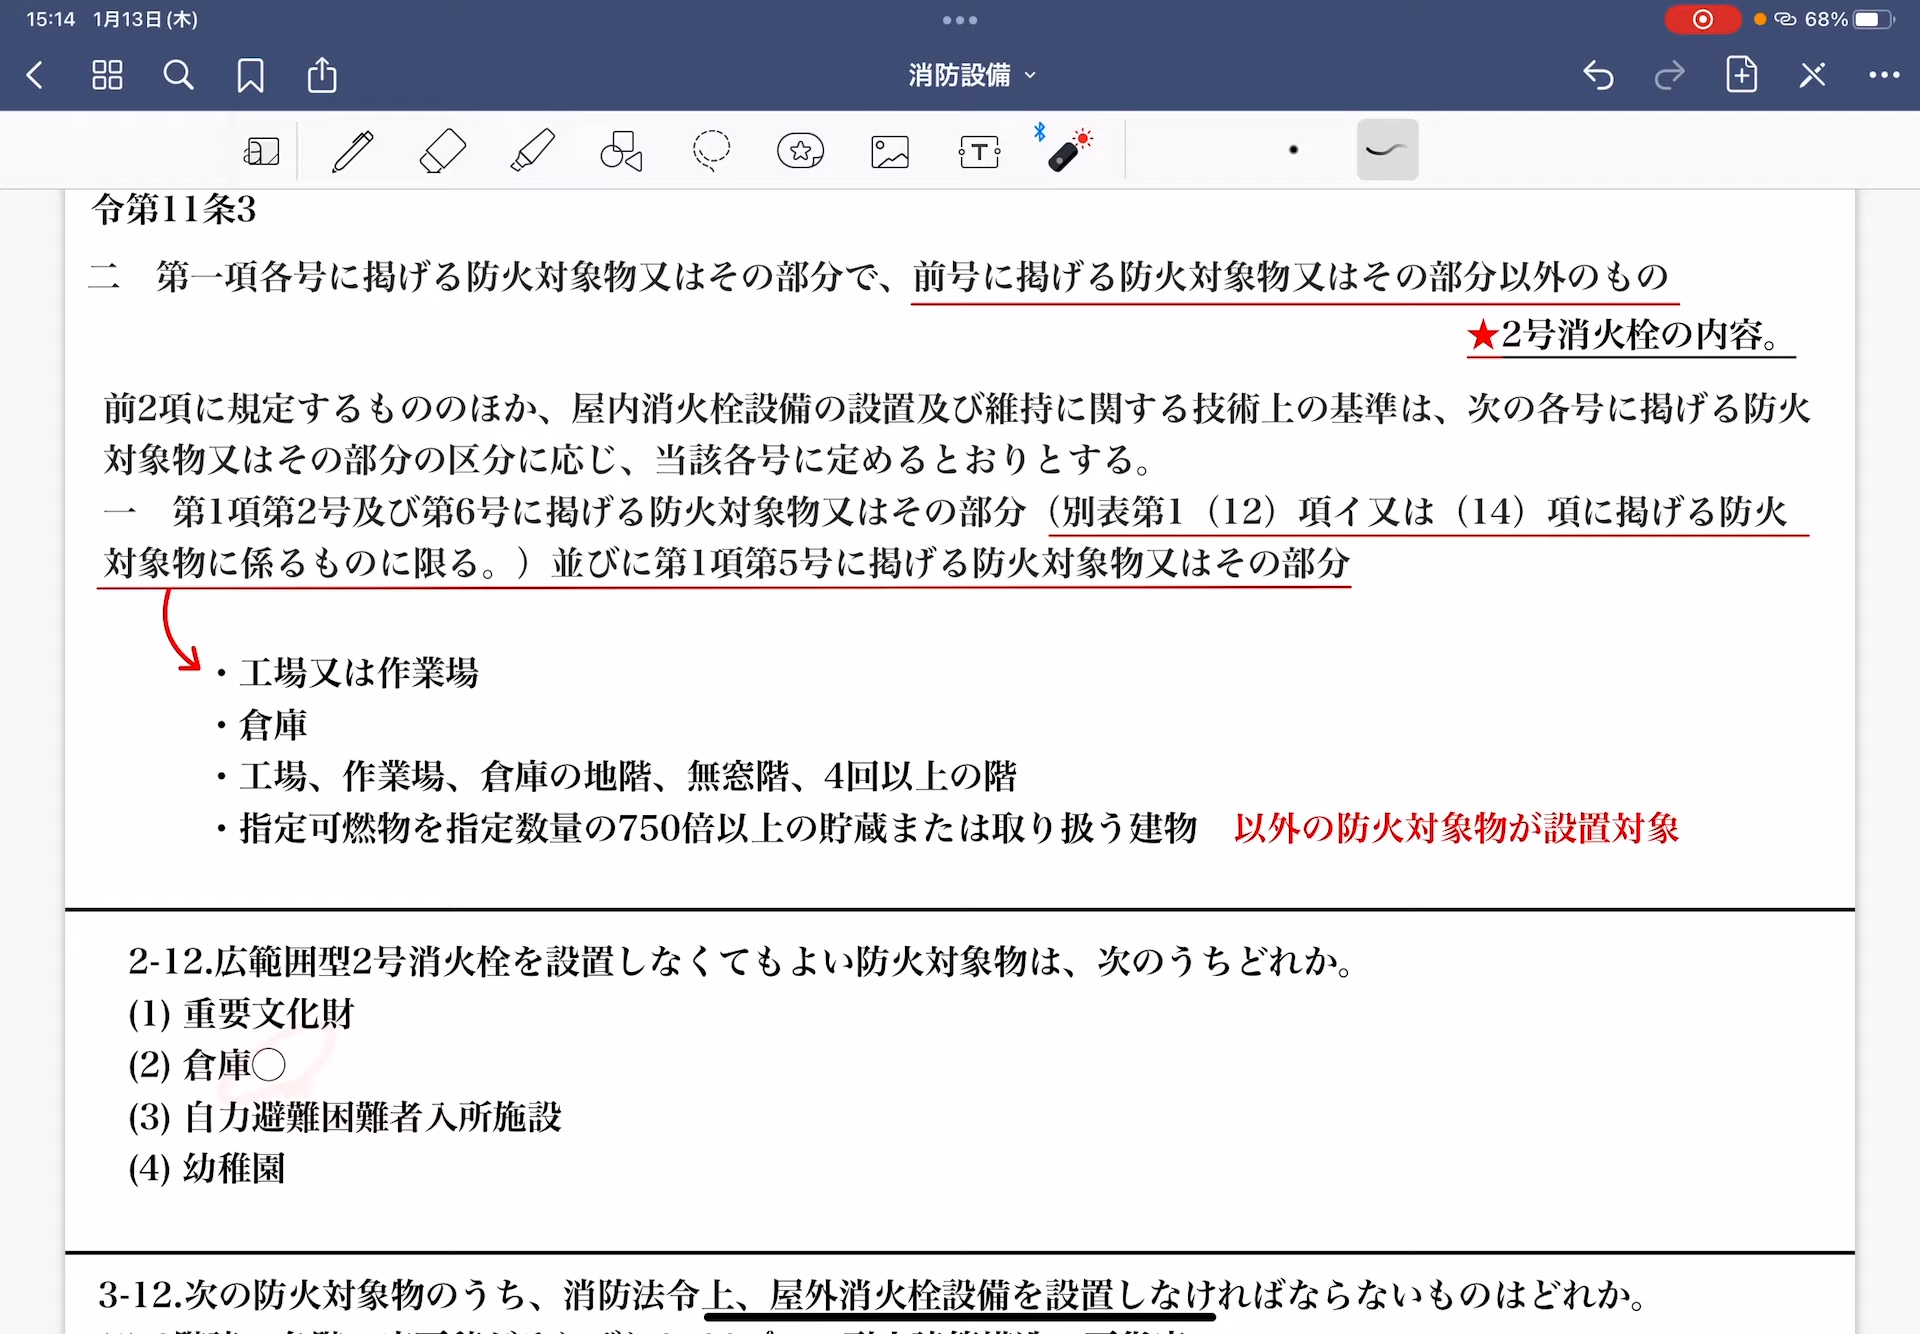 15:14 1月13日(木)
68%
消防設備
令第11条3
二 第一項各号に掲げる防火対象物又はその部分で、前号に掲げる防火対象物又はその部分以外のもの
★2号消火栓の内容。
前2項に規定するもののほか、屋内消火栓設備の設置及び維持に関する技術上の基準は、次の各号に掲げる防火
対象物又はその部分の区分に応じ、当該各号に定めるとおりとする。
一 第1項第2号及び第6号に掲げる防火対象物又はその部分（別表第1（12）項イ又は（14）項に掲げる防火
対象物に係るものに限る。）並びに第1項第5号に掲げる防火対象物又はその部分
・工場又は作業場
・倉庫
・工場、作業場、倉庫の地階、無窓階、4回以上の階
・指定可燃物を指定数量の750倍以上の貯蔵または取り扱う建物 以外の防火対象物が設置対象
2-12.広範囲型2号消火栓を設置しなくてもよい防火対象物は、次のうちどれか。
(1) 重要文化財
(2) 倉庫◯
(3) 自力避難困難者入所施設
(4) 幼稚園
3-12.次の防火対象物のうち、消防法令上、屋外消火栓設備を設置しなければならないものはどれか。